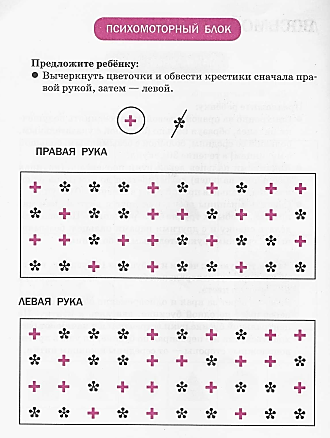 ПСИХОМОТОРНЫЙ БЛОК
Предложите ребёнку:
● Вычеркнуть цветочки и обвести крестики сначала пра-
вой рукой, затем — левой.
ПРАВАЯ РУКА
ЛЕВАЯ РУКА